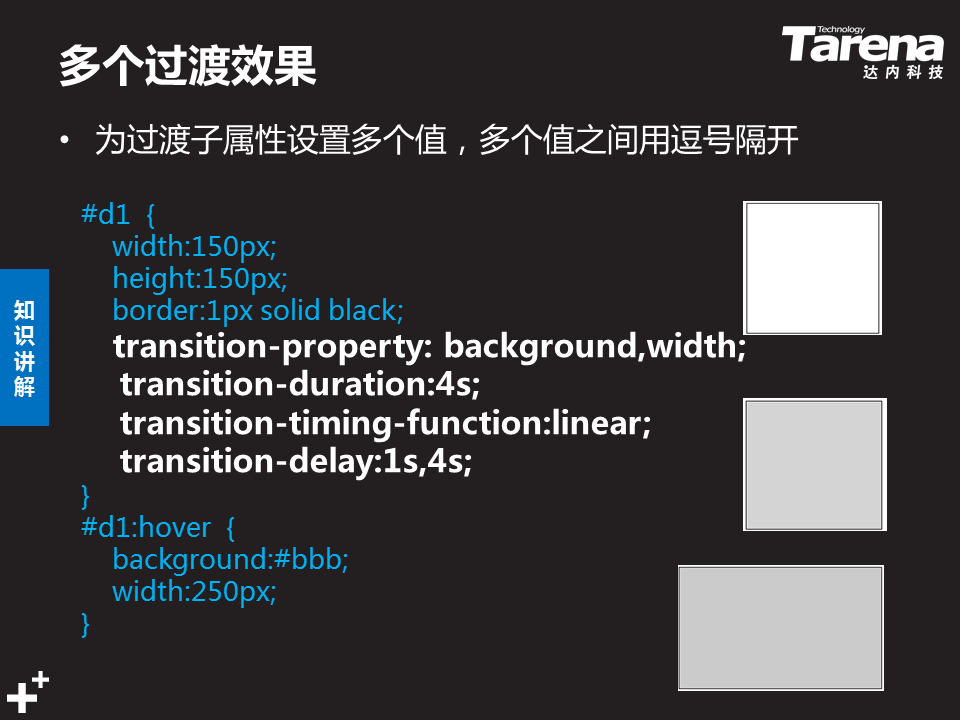 多个过渡效果
Technology
Tarena
达内科技
• 为过渡子属性设置多个值，多个值之间用逗号隔开
#d1 {
width:150px;
height:150px;
border:1px solid black;
transition-property: background,width;
transition-duration:4s;
transition-timing-function:linear;
transition-delay:1s,4s;
}
#d1:hover {
background:#bbb;
width:250px;
}
知
识
讲
解